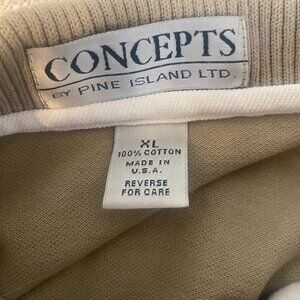 CONCEPTS
BY PINE ISLAND LTD.
XL
100% COTTON
MADE IN
U.S.A.
REVERSE
FOR CARE